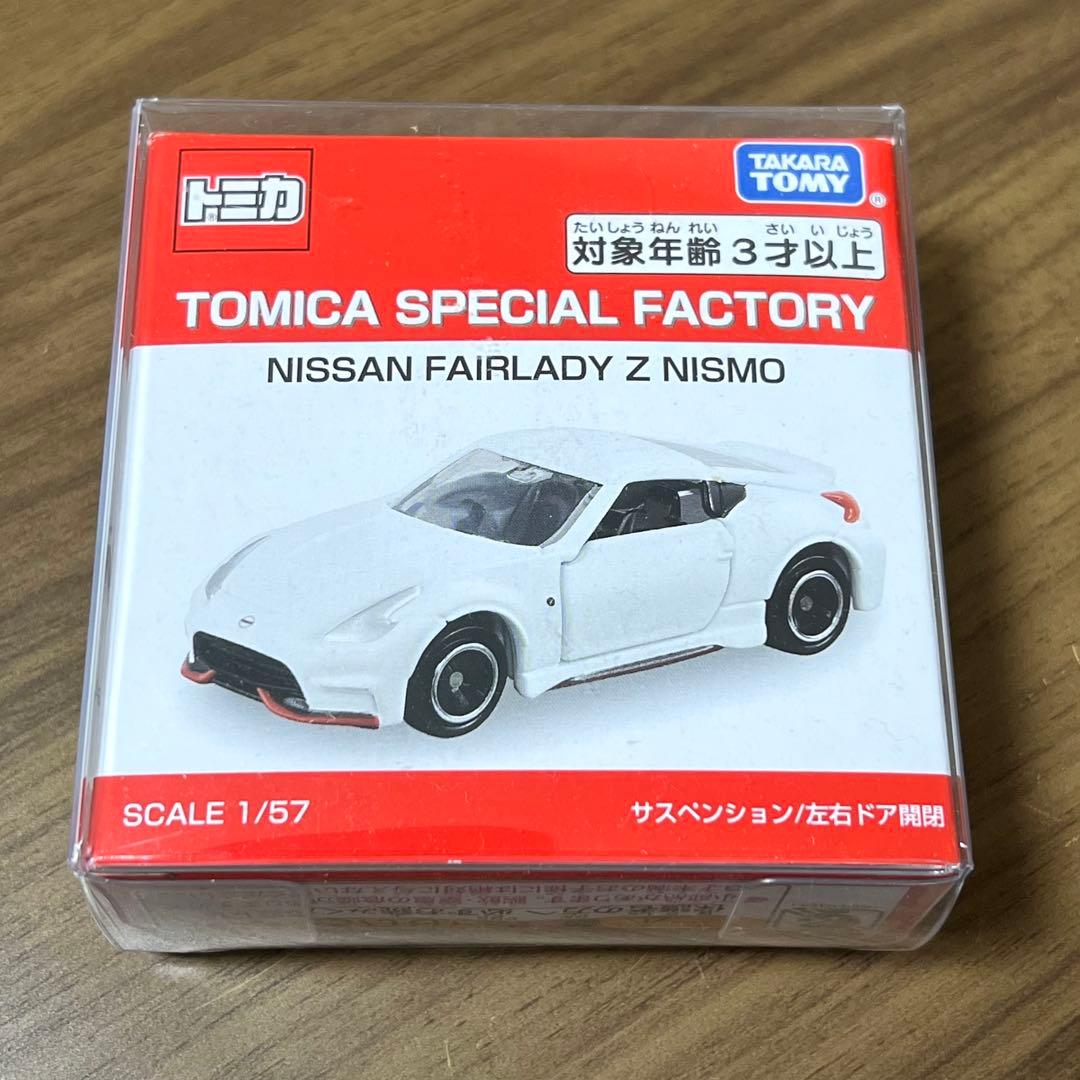 トミカ
TAKARA
TOMY
®
たいしょう ねん れい さい い じょう
対象年齢3才以上
TOMICA SPECIAL FACTORY
NISSAN FAIRLADY Z NISMO
SCALE 1/57
サスペンション/左右ドア開閉